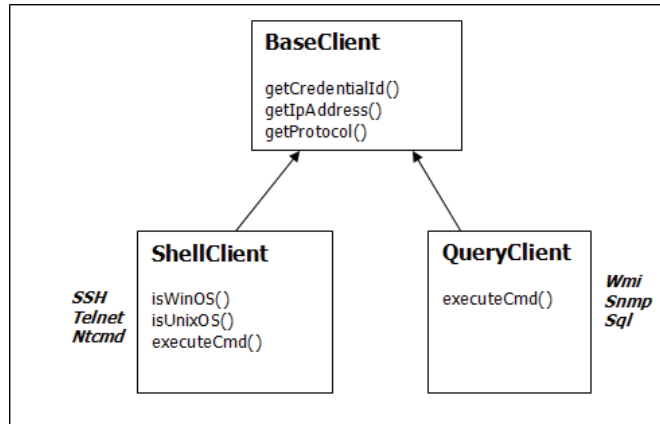 BaseClient
getCredentialId()
getIpAddress()
getProtocol()
ShellClient
isWinOS()
isUnixOS()
executeCmd()
SSH
Telnet
Ntcmd
QueryClient
executeCmd()
Wmi
Snmp
Sql